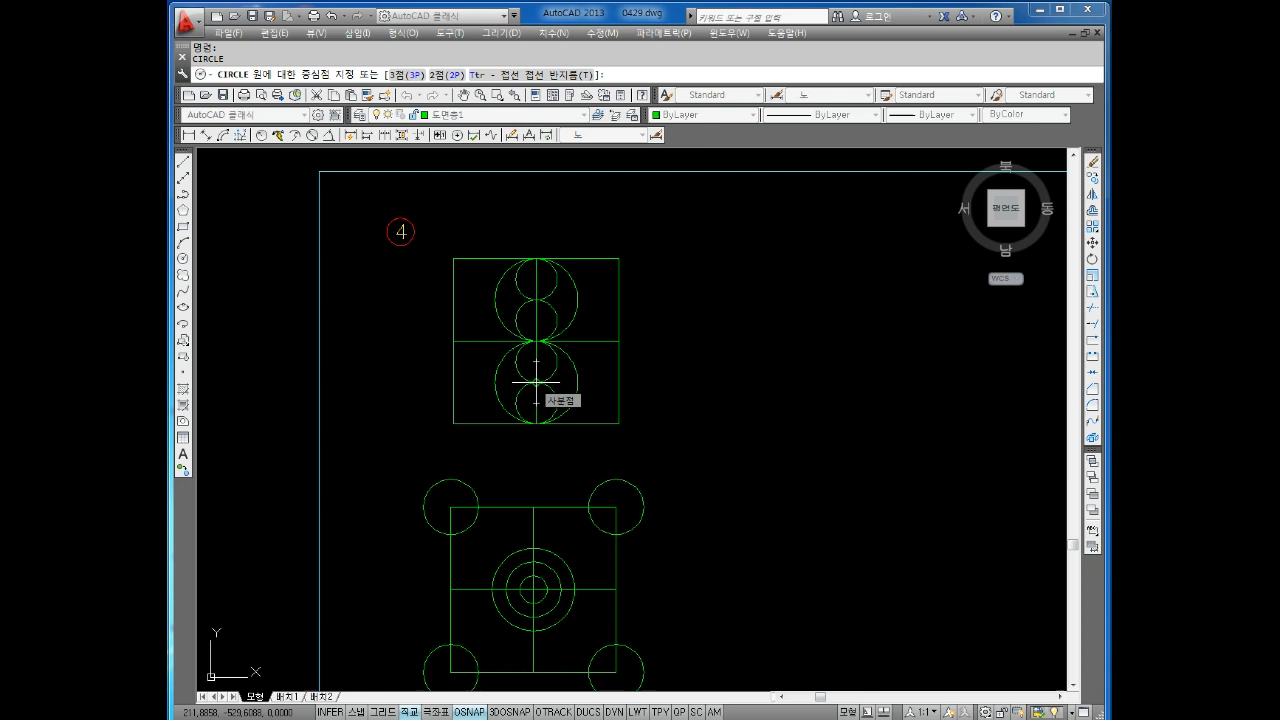 AutoCAD 클래식
AutoCAD 2013 0429.dwg
키워드 또는 구절 입력
로그인
파일(F) 편집(E) 뷰(V) 삽입(I) 형식(O) 도구(T) 그리기(D) 치수(N) 수정(M) 파라메트릭(P) 윈도우(W) 도움말(H)
명령:
CIRCLE
CIRCLE 원에 대한 중심점 지정 또는 [3점(3P) 2점(2P) Ttr - 접선 접선 반지름(T)]:
Standard 노 Standard Standard
AutoCAD 클래식 도면층1 ByLayer ByLayer ByLayer ByColor
노
북
서 평면도 동
남
WCS
4
사분점
Y
X
모형 배치1 배치2
211,8858, -529,6088, 0,0000 INFER 스냅 그리드 직교 극좌표 OSNAP 3DOSNAP OTRACK DUCS DYN LWT TPY QP SC AM 모형 1:1